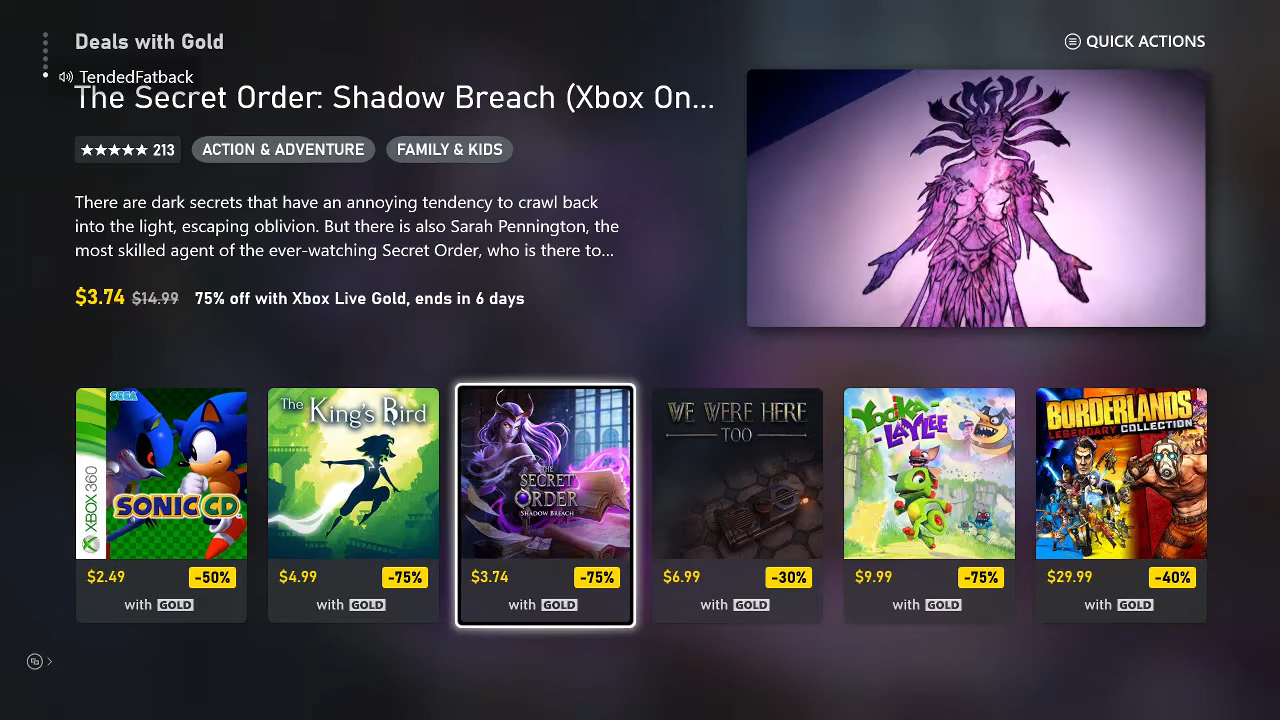 Deals with Gold
QUICK ACTIONS
TendedFatback
The Secret Order: Shadow Breach (Xbox On...
★★★★★ 213
ACTION & ADVENTURE
FAMILY & KIDS
There are dark secrets that have an annoying tendency to crawl back
into the light, escaping oblivion. But there is also Sarah Pennington, the
most skilled agent of the ever-watching Secret Order, who is there to...
$3.74 $14.99 75% off with Xbox Live Gold, ends in 6 days
SEGA
XBOX 360
SONIC CD
$2.49 -50%
with GOLD
The King's Bird
$4.99 -75%
with GOLD
THE
SECRET
ORDER
SHADOW BREACH
$3.74 -75%
with GOLD
WE WERE HERE
TOO
$6.99 -30%
with GOLD
YOOKA-
-LAYLEE
$9.99 -75%
with GOLD
BORDERLANDS
LEGENDARY COLLECTION
$29.99 -40%
with GOLD